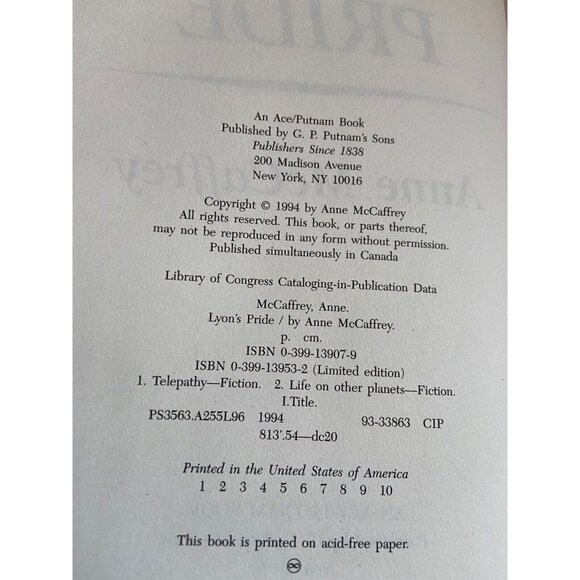 PRIDE
Anne McCaffrey
An Ace/Putnam Book
Published by G. P. Putnam's Sons
Publishers Since 1838
200 Madison Avenue
New York, NY 10016
Copyright © 1994 by Anne McCaffrey
All rights reserved. This book, or parts thereof,
may not be reproduced in any form without permission.
Published simultaneously in Canada
Library of Congress Cataloging-in-Publication Data
McCaffrey, Anne.
Lyon's Pride / by Anne McCaffrey.
p. cm.
ISBN 0-399-13907-9
ISBN 0-399-13953-2 (Limited edition)
1. Telepathy—Fiction. 2. Life on other planets—Fiction.
I.Title.
PS3563.A255L96 1994 93-33863 CIP
813'.54—dc20
Printed in the United States of America
1 2 3 4 5 6 7 8 9 10
This book is printed on acid-free paper.